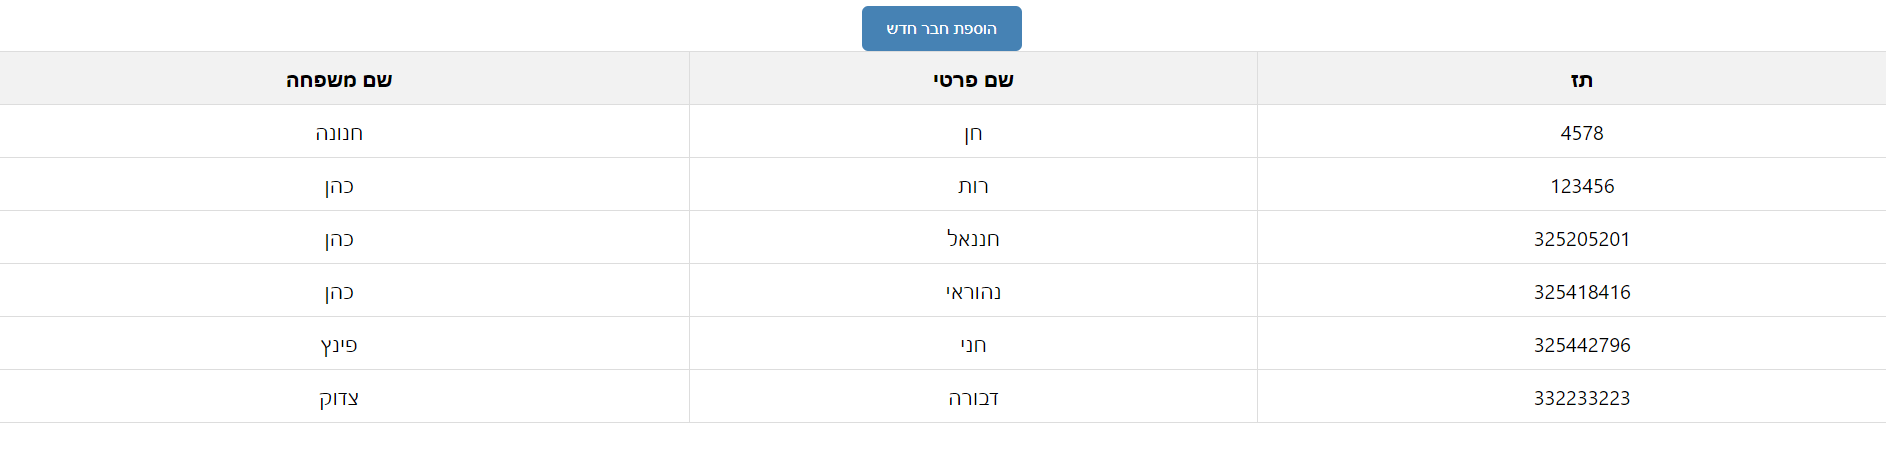 הוספת חבר חדש
תז שם פרטי שם משפחה
4578 חן חנונה
123456 רות כהן
325205201 חננאל כהן
325418416 נהוראי כהן
325442796 חני פינץ
332233223 דבורה צדוק